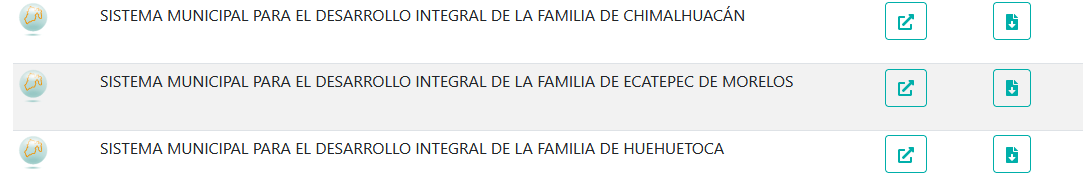 SISTEMA MUNICIPAL PARA EL DESARROLLO INTEGRAL DE LA FAMILIA DE CHIMALHUACÁN
SISTEMA MUNICIPAL PARA EL DESARROLLO INTEGRAL DE LA FAMILIA DE ECATEPEC DE MORELOS
SISTEMA MUNICIPAL PARA EL DESARROLLO INTEGRAL DE LA FAMILIA DE HUEHUETOCA